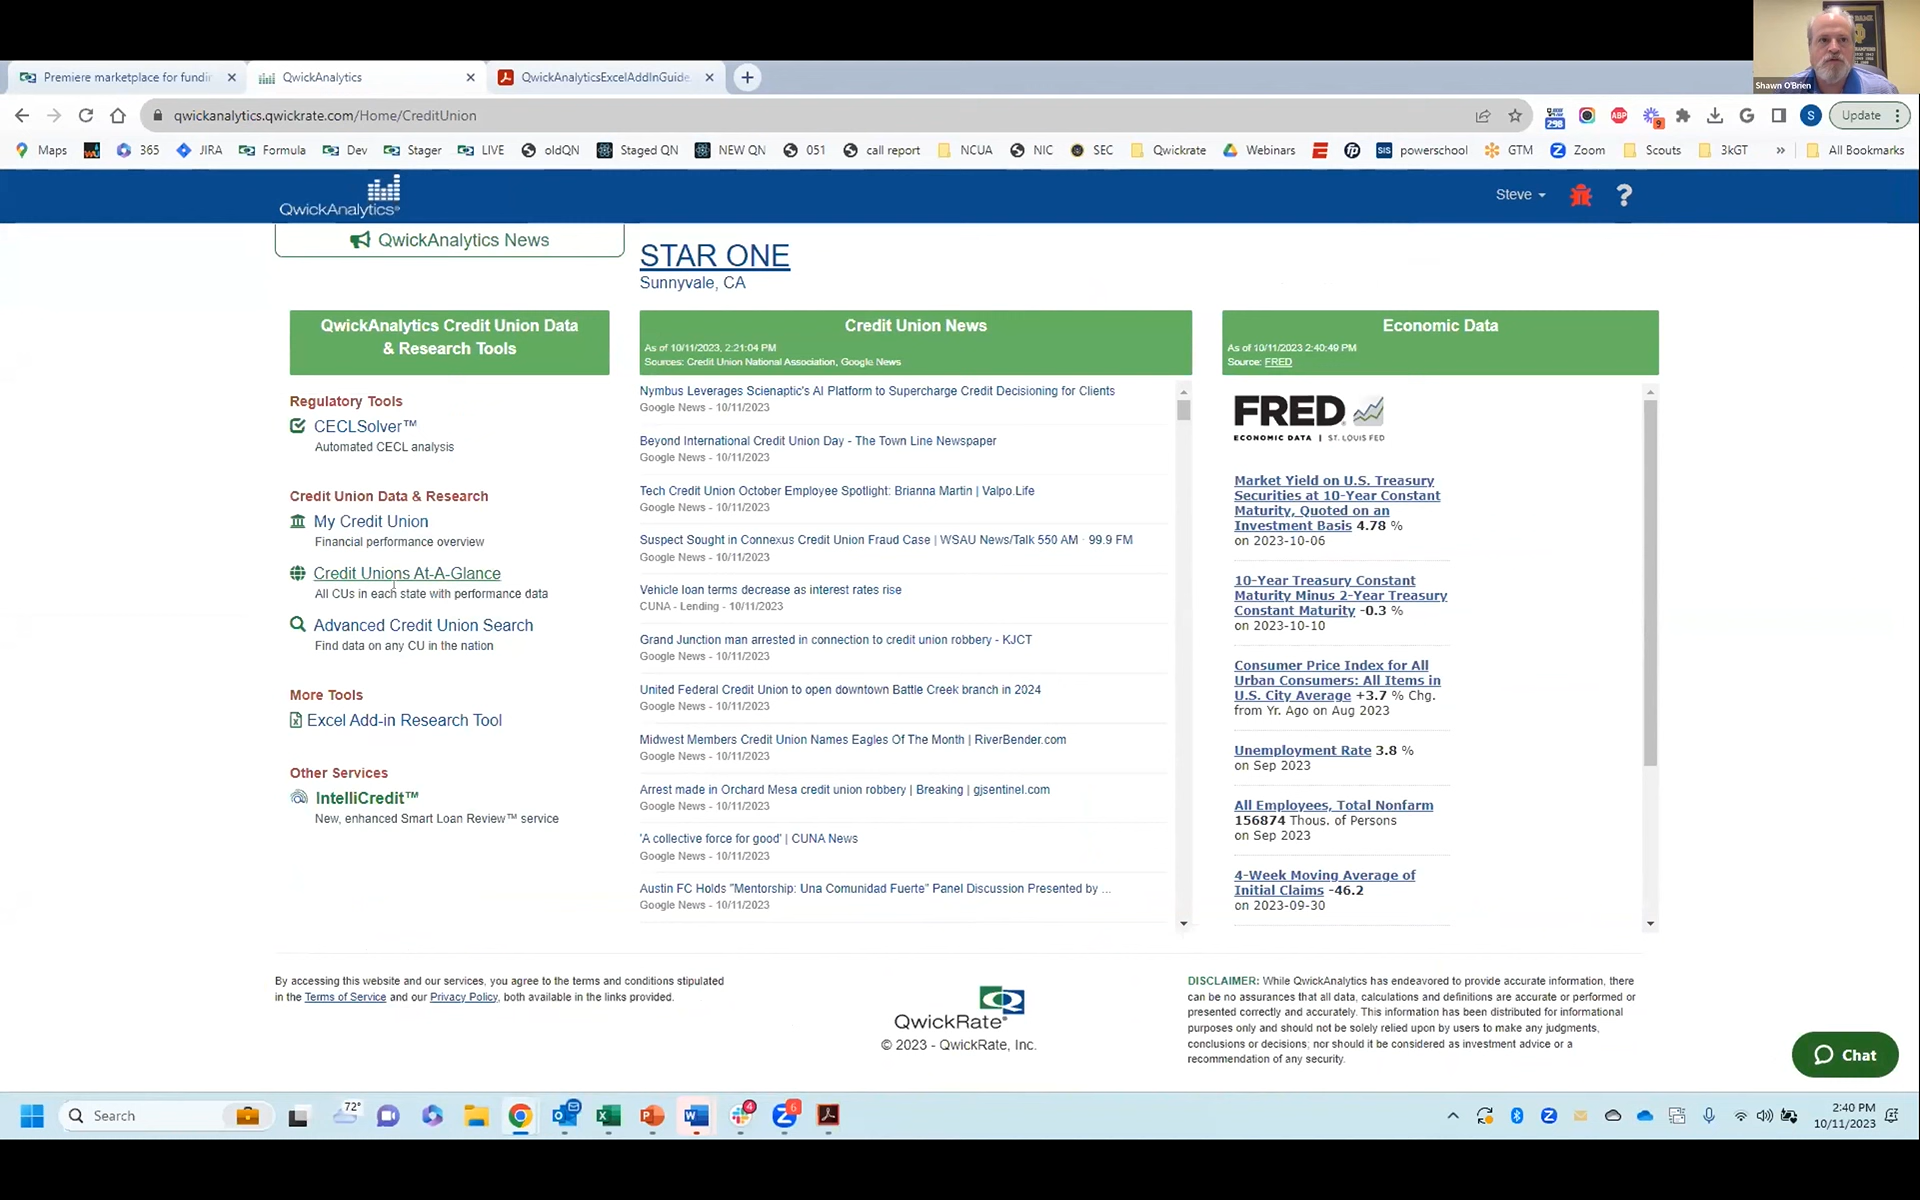 Shawn O'Brien
Premiere marketplace for fundin
QwickAnalytics
QwickAnalyticsExcelAddInGuide.
qwickanalytics.qwickrate.com/Home/CreditUnion
298
ABP
9
S
Update
Maps
365
JIRA
Formula
Dev
Stager
LIVE
oldQN
Staged QN
NEW QN
051
call report
NCUA
NIC
SEC
Qwickrate
Webinars
SIS
powerschool
GTM
Zoom
Scouts
3kGT
»
All Bookmarks
QwickAnalytics®
Steve
?
QwickAnalytics News
STAR ONE
Sunnyvale, CA
QwickAnalytics Credit Union Data
& Research Tools
Regulatory Tools
CECLSolver™
Automated CECL analysis
Credit Union Data & Research
My Credit Union
Financial performance overview
Credit Unions At-A-Glance
All CUs in each state with performance data
Advanced Credit Union Search
Find data on any CU in the nation
More Tools
Excel Add-in Research Tool
Other Services
IntelliCredit™
New, enhanced Smart Loan Review™ service
Credit Union News
As of 10/11/2023, 2:21:04 PM
Sources: Credit Union National Association, Google News
Nymbus Leverages Scienaptic's AI Platform to Supercharge Credit Decisioning for Clients
Google News - 10/11/2023
Beyond International Credit Union Day - The Town Line Newspaper
Google News - 10/11/2023
Tech Credit Union October Employee Spotlight: Brianna Martin | Valpo.Life
Google News - 10/11/2023
Suspect Sought in Connexus Credit Union Fraud Case | WSAU News/Talk 550 AM · 99.9 FM
Google News - 10/11/2023
Vehicle loan terms decrease as interest rates rise
CUNA - Lending - 10/11/2023
Grand Junction man arrested in connection to credit union robbery - KJCT
Google News - 10/11/2023
United Federal Credit Union to open downtown Battle Creek branch in 2024
Google News - 10/11/2023
Midwest Members Credit Union Names Eagles Of The Month | RiverBender.com
Google News - 10/11/2023
Arrest made in Orchard Mesa credit union robbery | Breaking | gjsentinel.com
Google News - 10/11/2023
'A collective force for good' | CUNA News
Google News - 10/11/2023
Austin FC Holds "Mentorship: Una Comunidad Fuerte" Panel Discussion Presented by ...
Google News - 10/11/2023
Economic Data
As of 10/11/2023 2:40:49 PM
Source: FRED
FRED
ECONOMIC DATA | ST. LOUIS FED
Market Yield on U.S. Treasury
Securities at 10-Year Constant
Maturity, Quoted on an
Investment Basis 4.78 %
on 2023-10-06
10-Year Treasury Constant
Maturity Minus 2-Year Treasury
Constant Maturity -0.3 %
on 2023-10-10
Consumer Price Index for All
Urban Consumers: All Items in
U.S. City Average +3.7 % Chg.
from Yr. Ago on Aug 2023
Unemployment Rate 3.8 %
on Sep 2023
All Employees, Total Nonfarm
156874 Thous. of Persons
on Sep 2023
4-Week Moving Average of
Initial Claims -46.2
on 2023-09-30
By accessing this website and our services, you agree to the terms and conditions stipulated
in the Terms of Service and our Privacy Policy, both available in the links provided.
QwickRate®
© 2023 - QwickRate, Inc.
DISCLAIMER: While QwickAnalytics has endeavored to provide accurate information, there
can be no assurances that all data, calculations and definitions are accurate or performed or
presented correctly and accurately. This information has been distributed for informational
purposes only and should not be solely relied upon by users to make any judgments,
conclusions or decisions; nor should it be considered as investment advice or a
recommendation of any security.
Chat
Search
72°
4
6
2:40 PM
10/11/2023